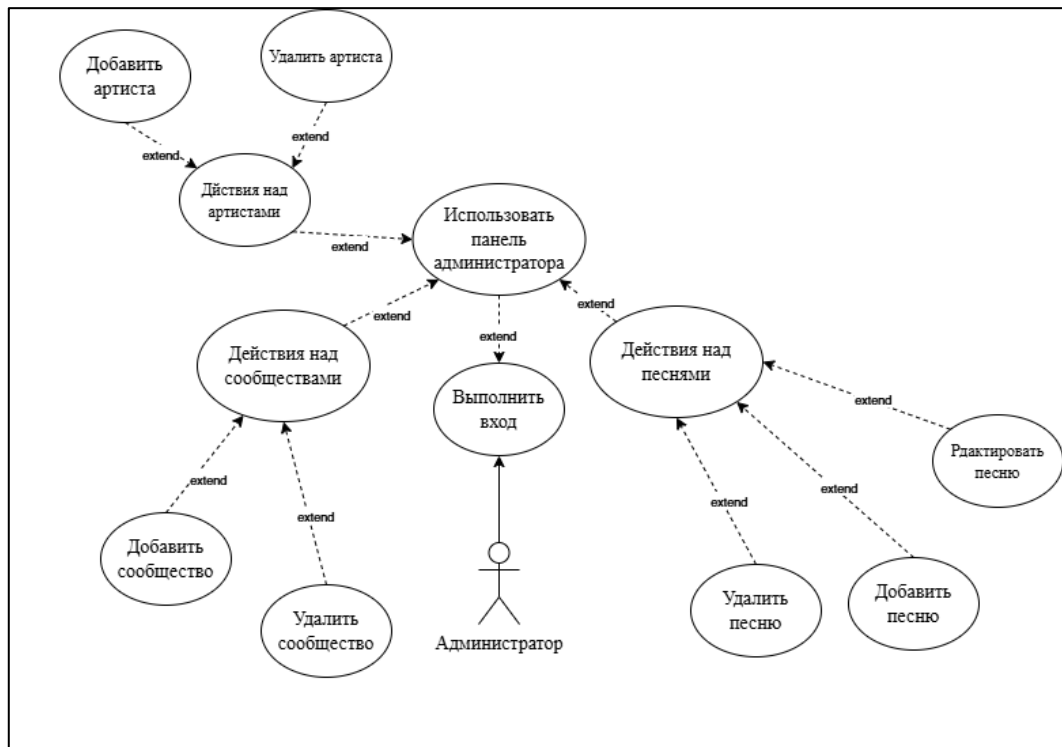 Добавить
артиста
Удалить артиста
extend
extend
Дйствия над
артистами
extend
Использовать
панель
администратора
extend
extend
extend
Действия над
сообществами
Выполнить
вход
Действия над
песнями
extend
Рдактировать
песню
extend
extend
extend
extend
Добавить
сообщество
Удалить
сообщество
Администратор
Удалить
песню
Добавить
песню